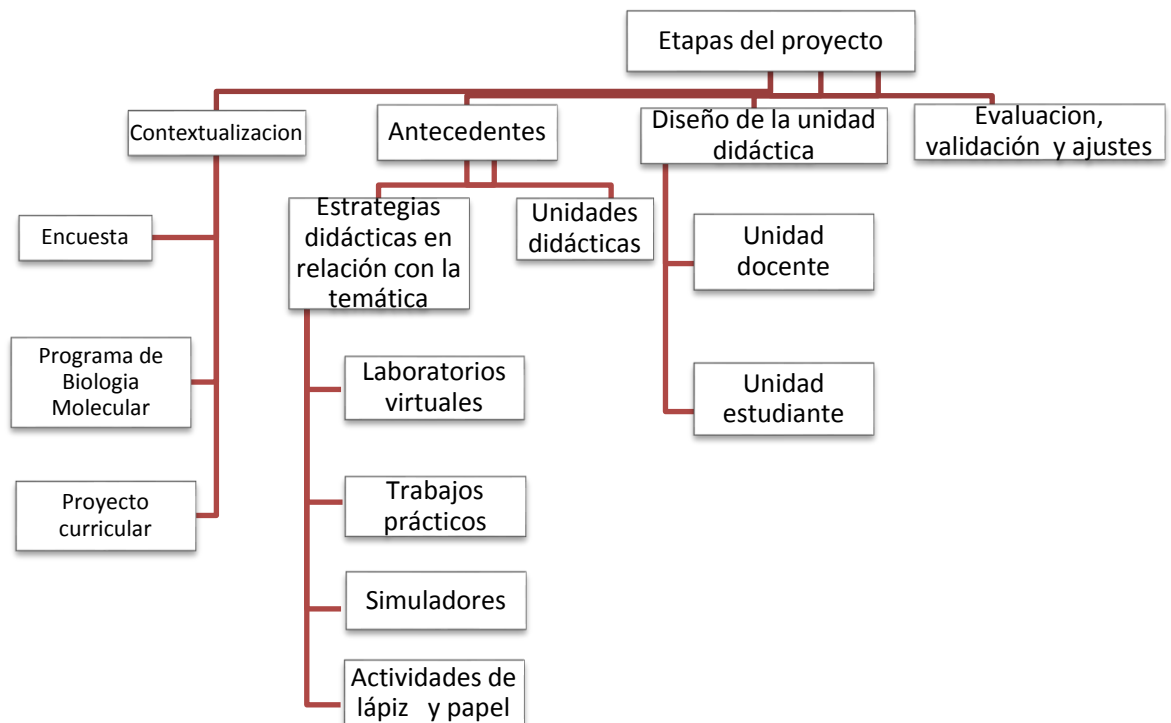 Etapas del proyecto
Contextualizacion
Antecedentes
Diseño de la unidad
didáctica
Evaluacion,
validación y ajustes
Encuesta
Programa de
Biologia
Molecular
Proyecto
curricular
Estrategias
didácticas en
relación con la
temática
Unidades
didácticas
Laboratorios
virtuales
Trabajos
prácticos
Simuladores
Actividades de
lápiz y papel
Unidad
docente
Unidad
estudiante